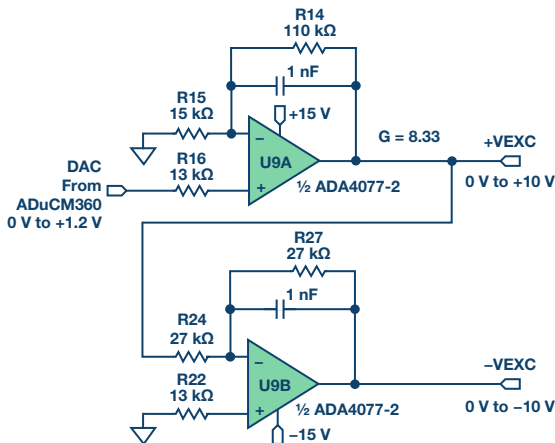 R14
110 kΩ
1 nF
R15
15 kΩ
+15 V
G = 8.33
+VEXC
−
U9A
+
½ ADA4077-2
0 V to +10 V
R16
13 kΩ
DAC
From
ADuCM360
0 V to +1.2 V
R27
27 kΩ
1 nF
R24
27 kΩ
−
U9B
+
½ ADA4077-2
−VEXC
0 V to −10 V
R22
13 kΩ
−15 V